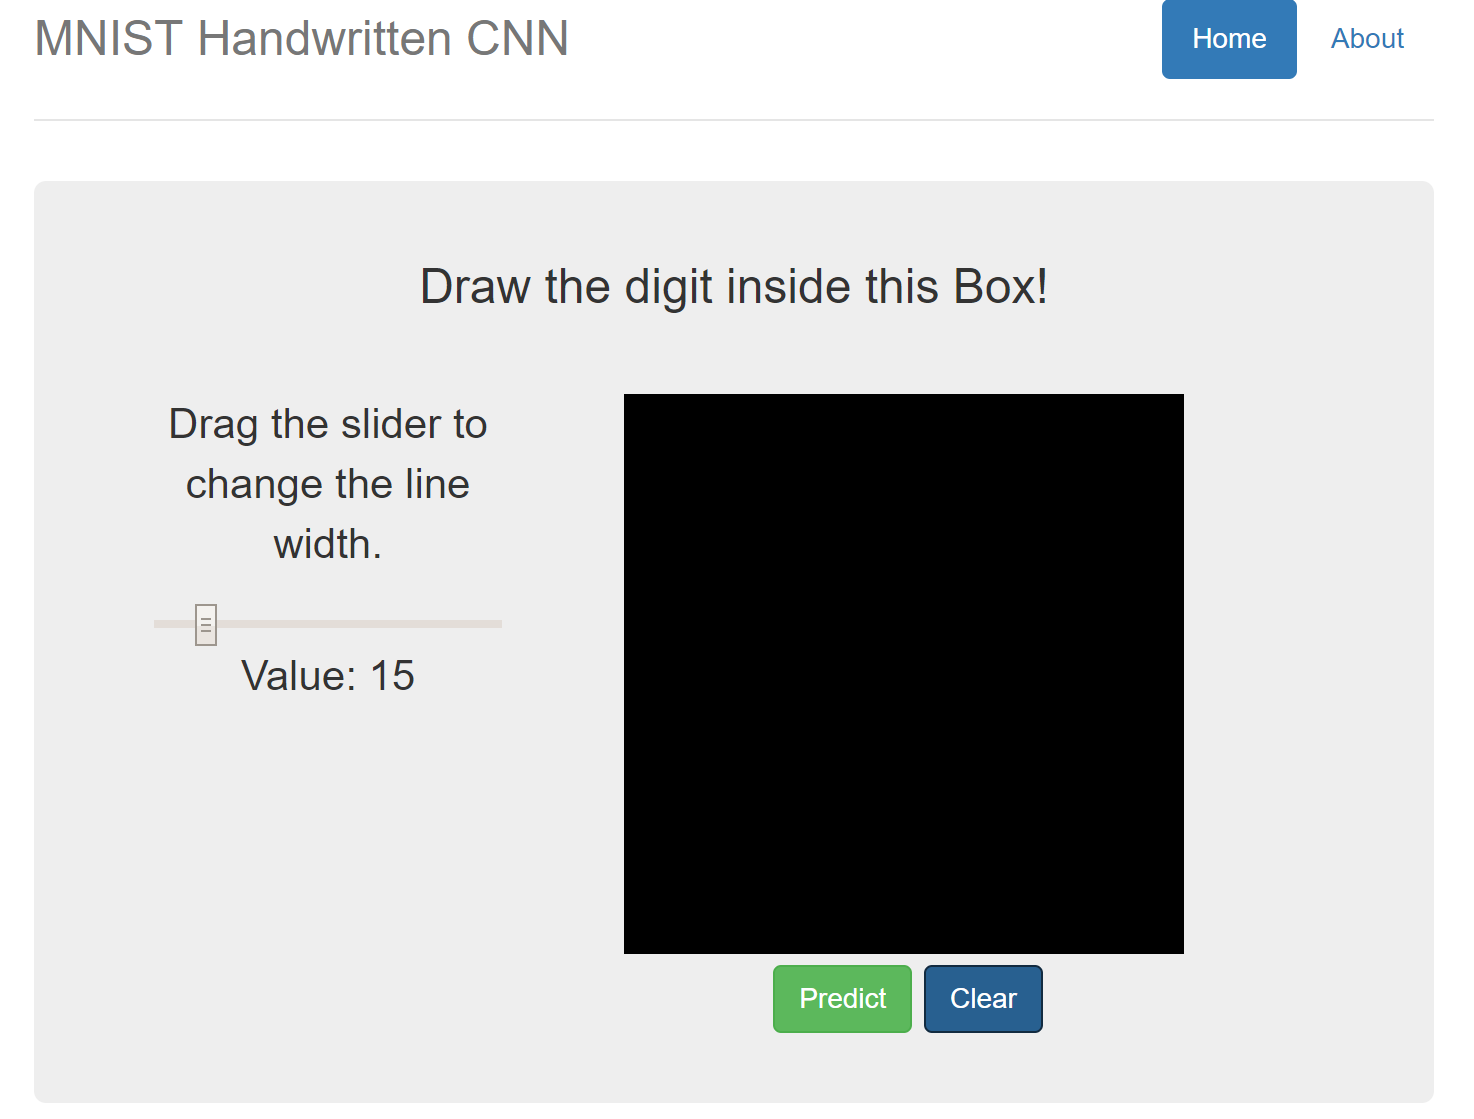 MNIST Handwritten CNN
Home
About
Draw the digit inside this Box!
Drag the slider to
change the line
width.
Value: 15
Predict
Clear